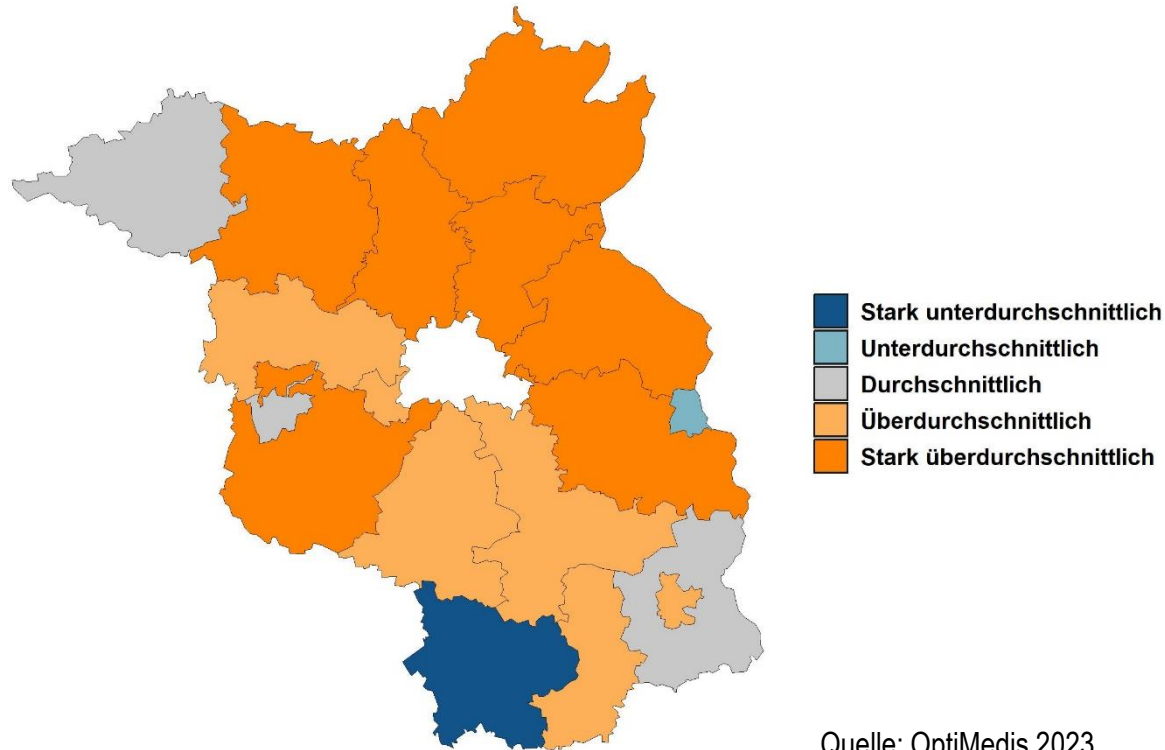 Stark unterdurchschnittlich
Unterdurchschnittlich
Durchschnittlich
Überdurchschnittlich
Stark überdurchschnittlich
Quelle: OptiMedis 2023